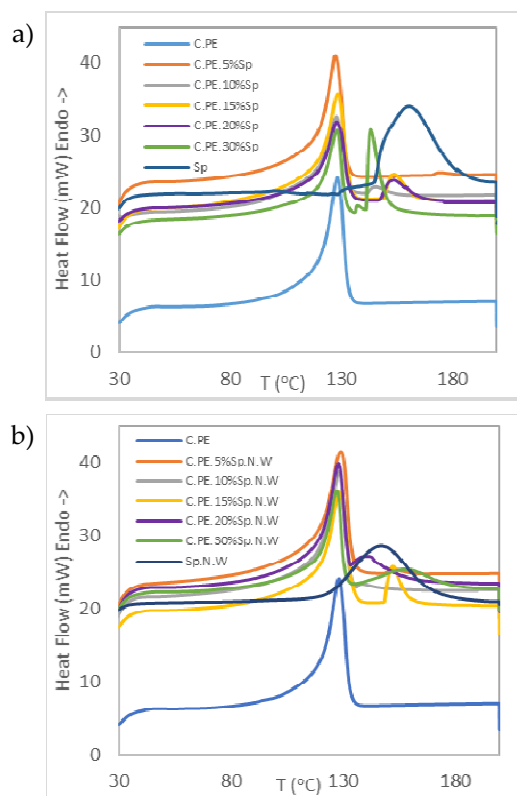 a)
Heat Flow (mW) Endo ->
40
30
20
10
0
C.PE
C.PE.5%Sp
C.PE.10%Sp
C.PE.15%Sp
C.PE.20%Sp
C.PE.30%Sp
Sp
30
80
130
180
T (°C)
b)
Heat Flow (mW) Endo ->
40
30
20
10
0
C.PE
C.PE.5%Sp.N.W
C.PE.10%Sp.N.W
C.PE.15%Sp.N.W
C.PE.20%Sp.N.W
C.PE.30%Sp.N.W
Sp.N.W
30
80
130
180
T (°C)